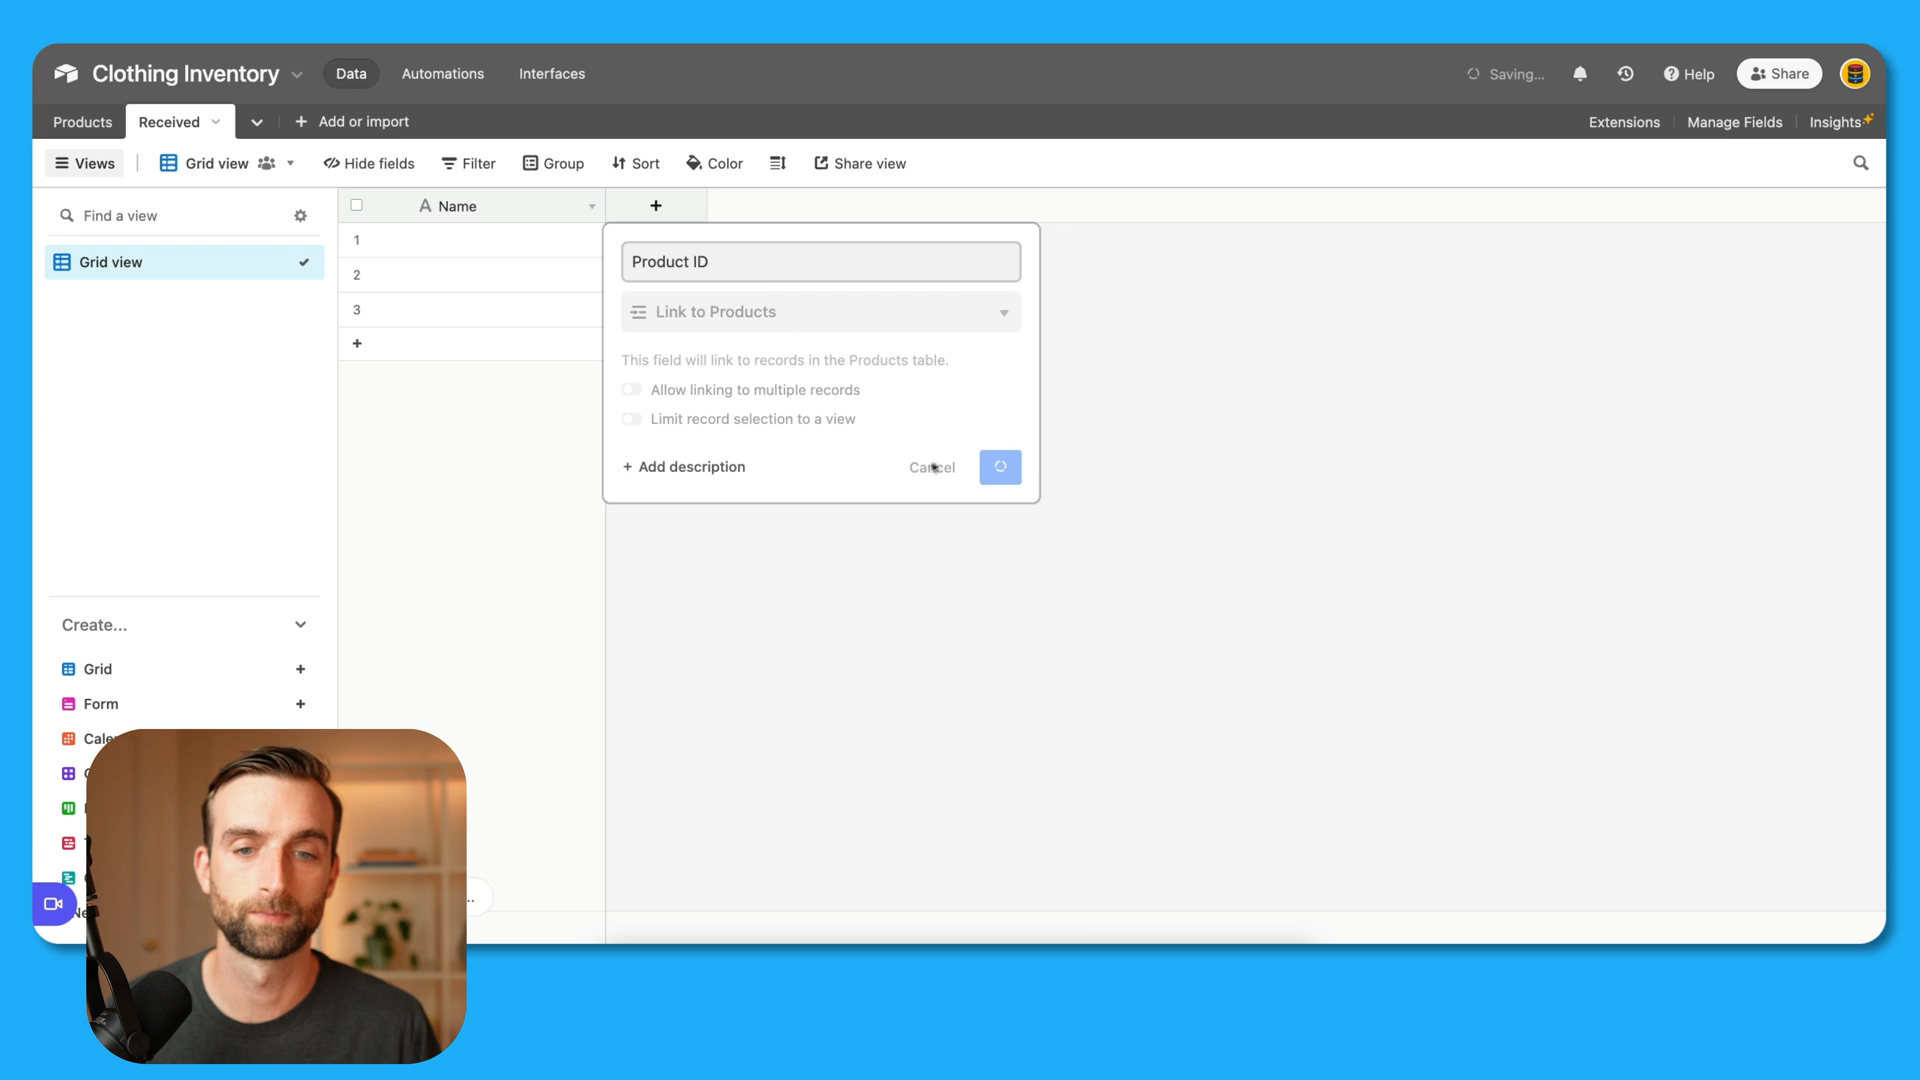 Clothing Inventory
Data
Automations
Interfaces
Saving...
Help
Share
Products
Received
Add or import
Extensions
Manage Fields
Insights
Views
Grid view
Hide fields
Filter
Group
Sort
Color
Share view
Find a view
Name
Grid view
1
2
3
Product ID
Link to Products
This field will link to records in the Products table.
Allow linking to multiple records
Limit record selection to a view
+ Add description
Cancel
Create...
Grid
Form